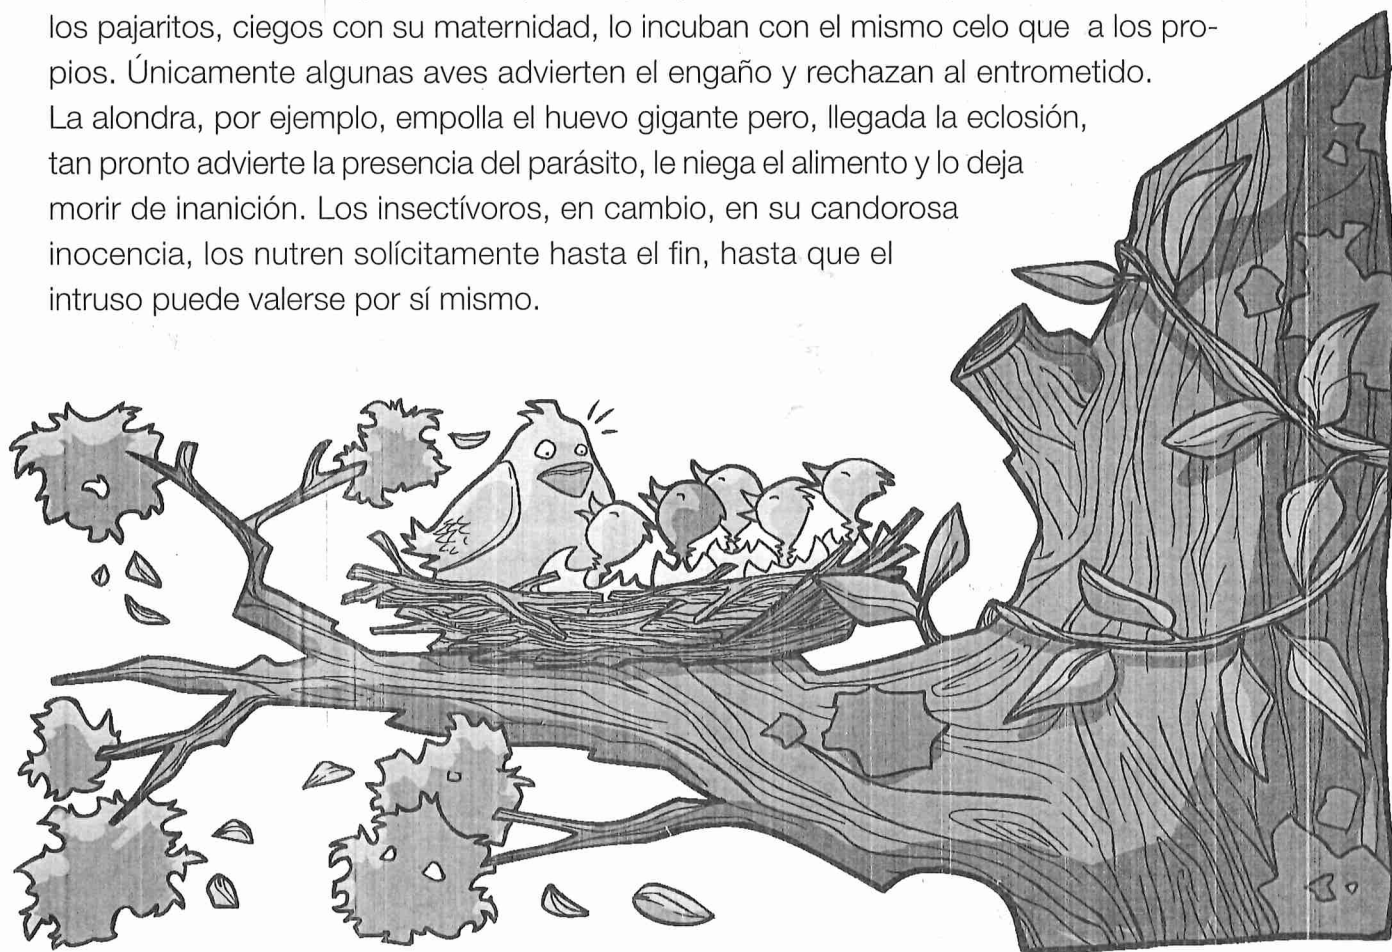 los pajaritos, ciegos con su maternidad, lo incuban con el mismo celo que a los pro-
pios. Únicamente algunas aves advierten el engaño y rechazan al entrometido.
La alondra, por ejemplo, empolla el huevo gigante pero, llegada la eclosión,
tan pronto advierte la presencia del parásito, le niega el alimento y lo deja
morir de inanición. Los insectívoros, en cambio, en su candorosa
inocencia, los nutren solícitamente hasta el fin, hasta que el
intruso puede valerse por sí mismo.